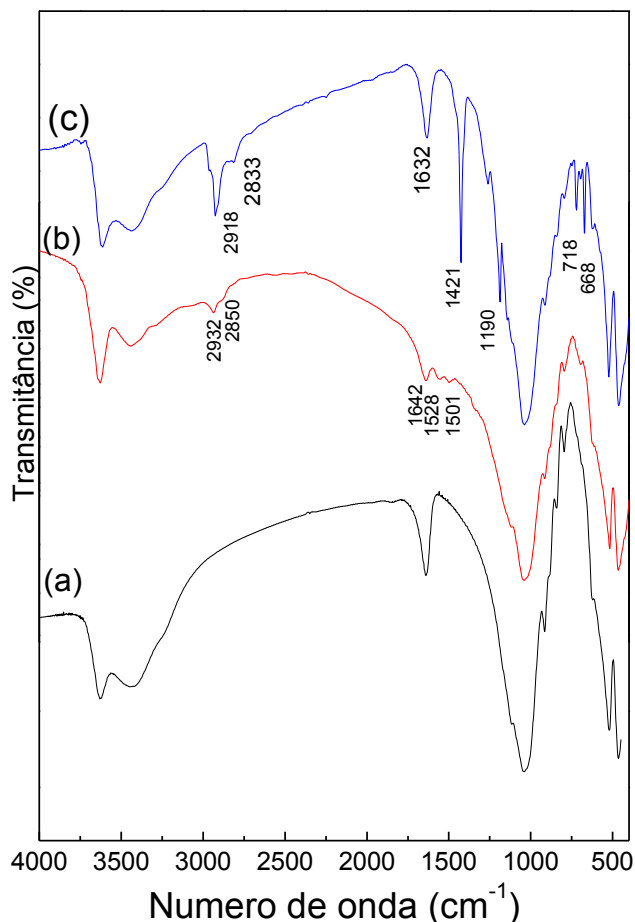 (c)
2918
2833
1632
1421
1190
718
668
(b)
2932
2850
1642
1528
1501
(a)
Transmitância (%)
4000 3500 3000 2500 2000 1500 1000 500
Numero de onda (cm⁻¹)